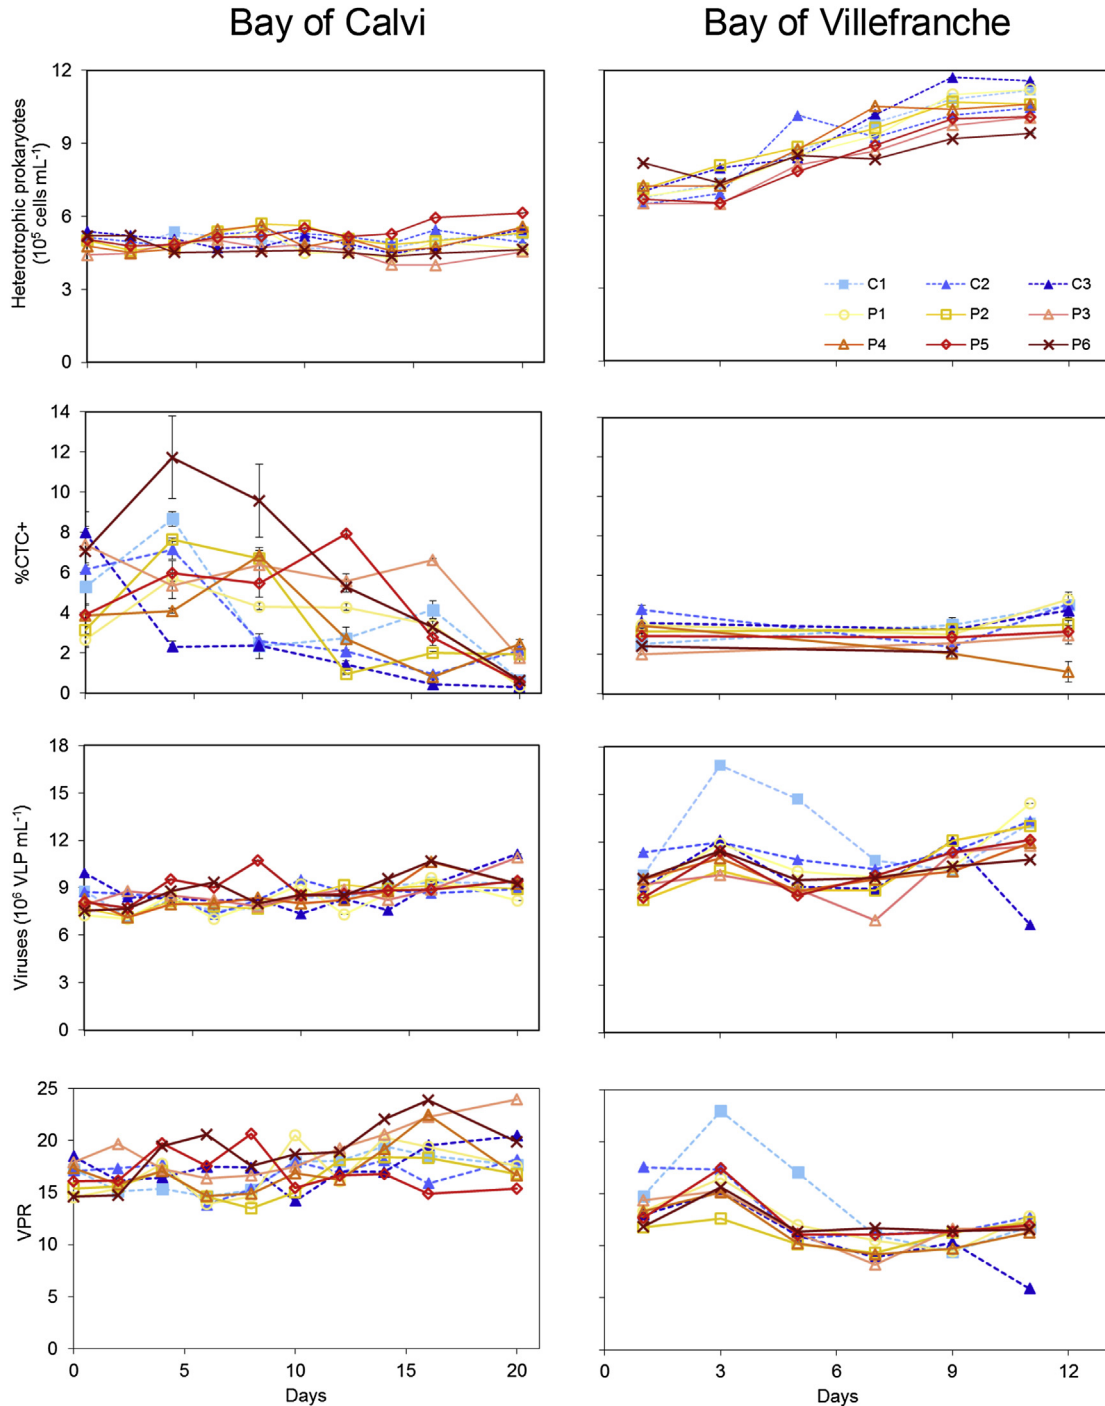 Bay of Calvi
Bay of Villefranche
Heterotrophic prokaryotes
(10⁵ cells mL⁻¹)
12
9
6
3
0
C1 C2 C3
P1 P2 P3
P4 P5 P6
%CTC+
14
12
10
8
6
4
2
0
Viruses (10⁶ VLP mL⁻¹)
18
15
12
9
6
3
0
VPR
25
20
15
10
5
0
0 5 10 15 20
Days
0 3 6 9 12
Days